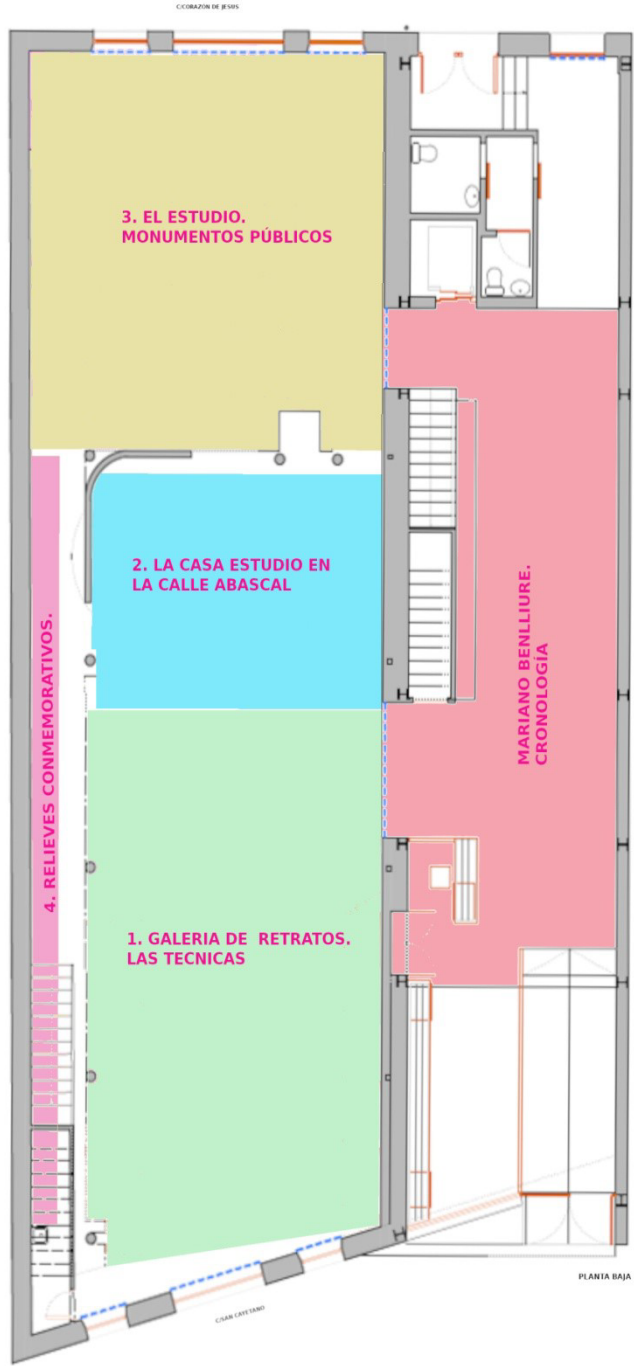 C/CORAZÓN DE JESUS
3. EL ESTUDIO.
MONUMENTOS PÚBLICOS
2. LA CASA ESTUDIO EN
LA CALLE ABASCAL
MARIANO BENLLIURE.
CRONOLOGÍA
4. RELIEVES CONMEMORATIVOS.
1. GALERIA DE RETRATOS.
LAS TECNICAS
PLANTA BAJA
C/SAN CAYETANO